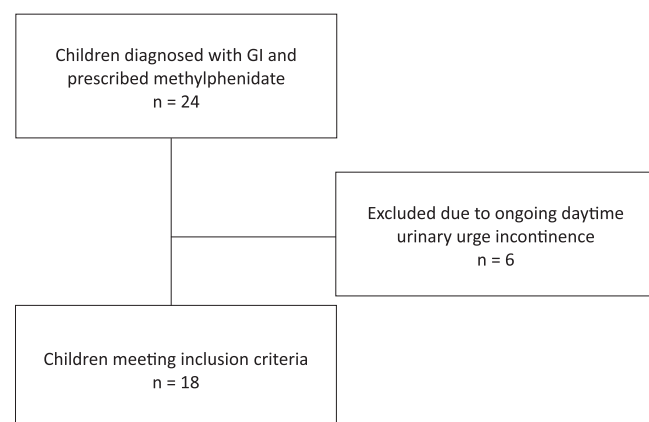 Children diagnosed with GI and
prescribed methylphenidate
n = 24
Excluded due to ongoing daytime
urinary urge incontinence
n = 6
Children meeting inclusion criteria
n = 18